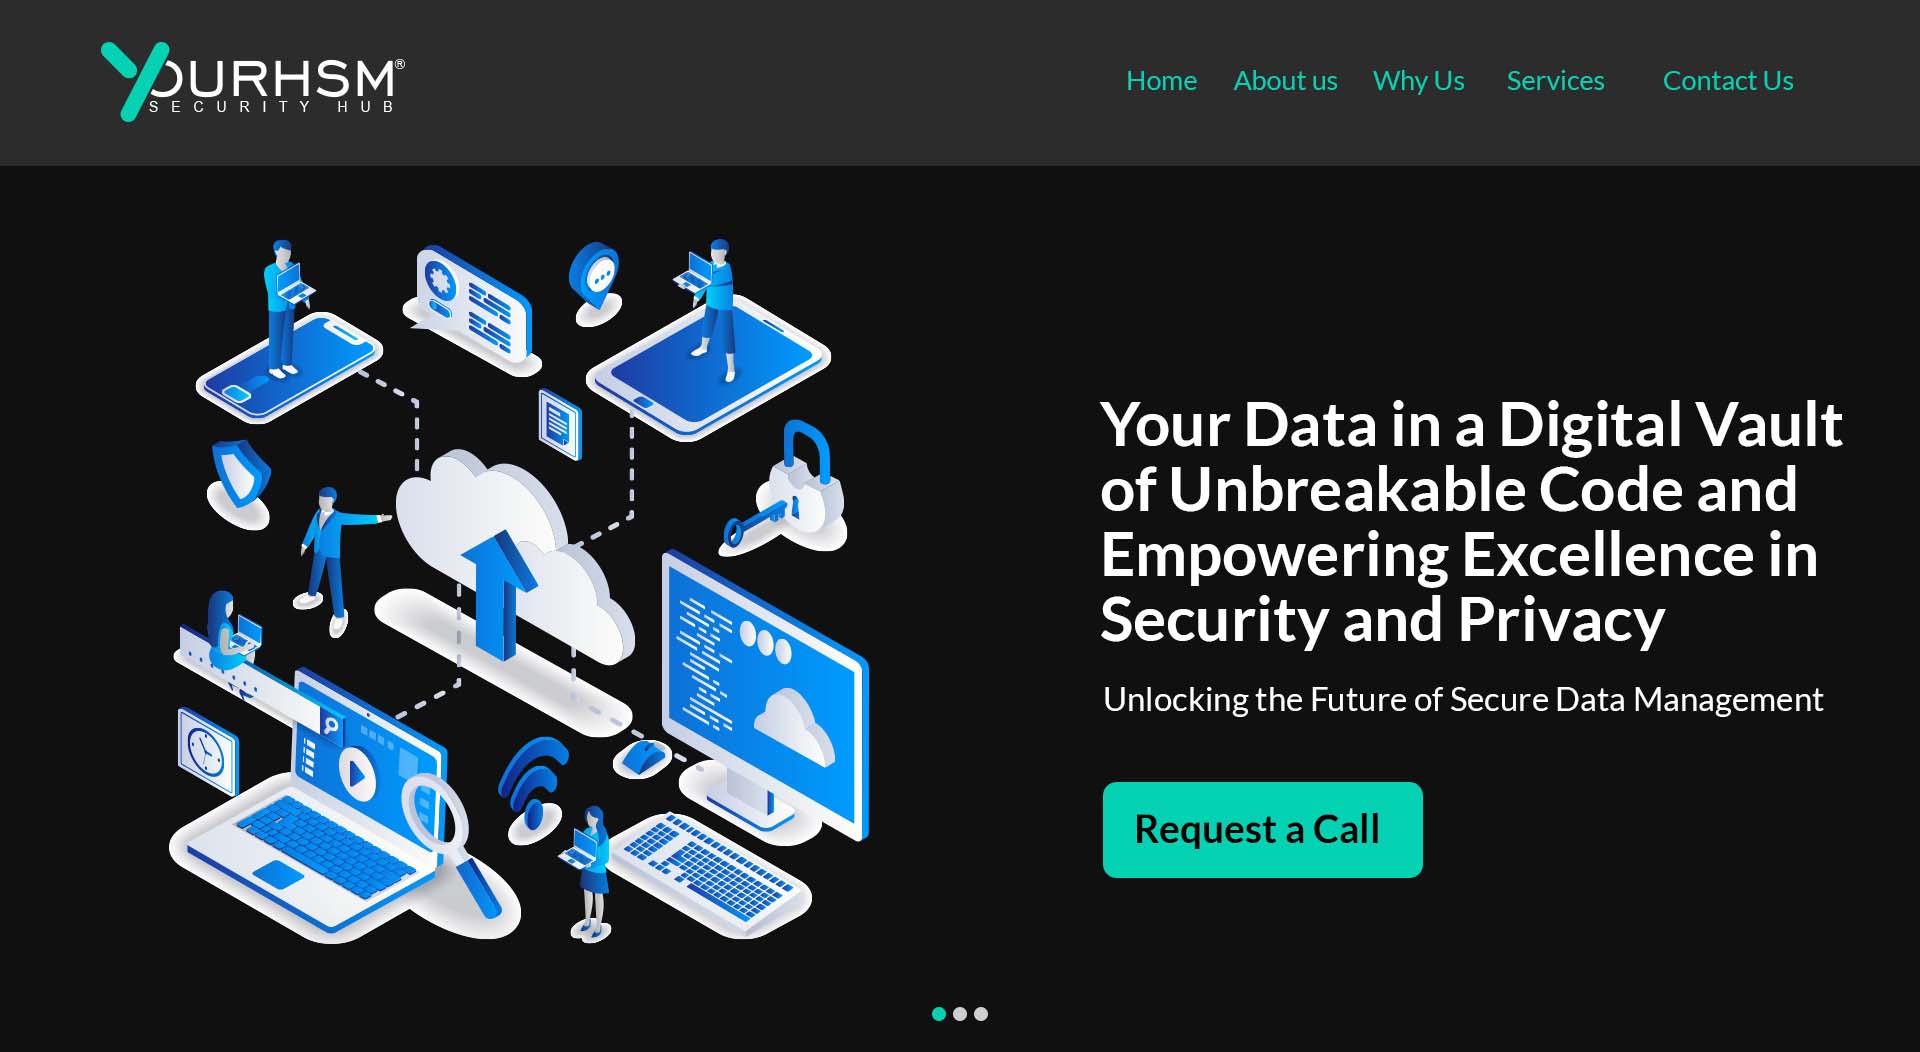 YOURHSM®
SECURITY HUB
Home About us Why Us Services Contact Us
Your Data in a Digital Vault
of Unbreakable Code and
Empowering Excellence in
Security and Privacy
Unlocking the Future of Secure Data Management
Request a Call